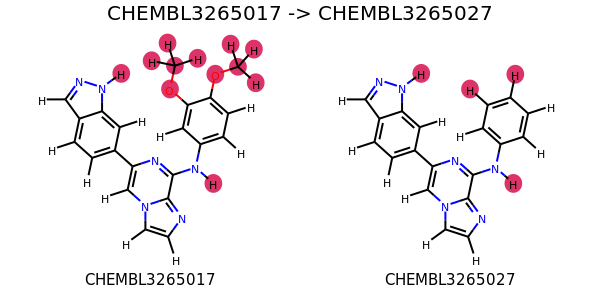 CHEMBL3265017 -> CHEMBL3265027
H H H H H H O O H H N N H H H H N N H H N N N H H
H H H N N H H H H H N N H H N N N H H
CHEMBL3265017 CHEMBL3265027